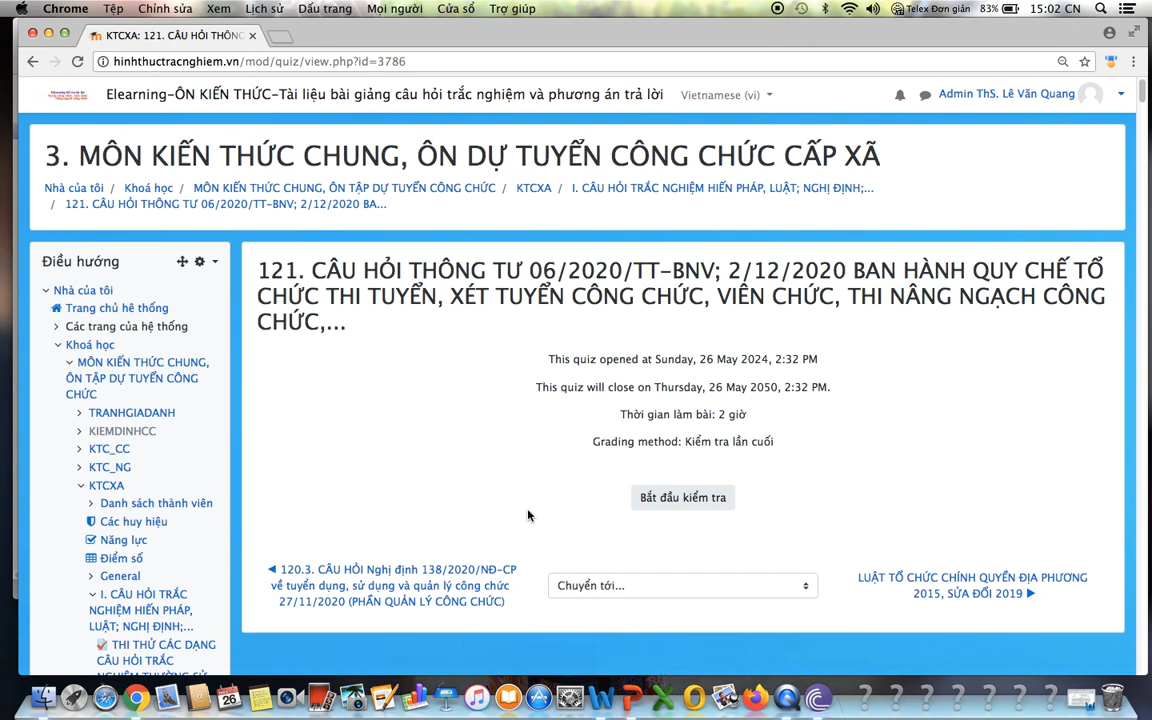 Chrome Tệp Chỉnh sửa Xem Lịch sử Dấu trang Mọi người Cửa sổ Trợ giúp Telex Đơn giản 83% 15:02 CN
KTCXA: 121. CÂU HỎI THÔNG
hinhthuctracnghiem.vn/mod/quiz/view.php?id=3786
Elearning-ÔN KIẾN THỨC-Tài liệu bài giảng câu hỏi trắc nghiệm và phương án trả lời Vietnamese (vi) Admin ThS. Lê Văn Quang
3. MÔN KIẾN THỨC CHUNG, ÔN DỰ TUYỂN CÔNG CHỨC CẤP XÃ
Nhà của tôi / Khoá học / MÔN KIẾN THỨC CHUNG, ÔN TẬP DỰ TUYỂN CÔNG CHỨC / KTCXA / I. CÂU HỎI TRẮC NGHIỆM HIẾN PHÁP, LUẬT; NGHỊ ĐỊNH;...
/ 121. CÂU HỎI THÔNG TƯ 06/2020/TT-BNV; 2/12/2020 BA...
Điều hướng
Nhà của tôi
Trang chủ hệ thống
Các trang của hệ thống
Khoá học
MÔN KIẾN THỨC CHUNG,
ÔN TẬP DỰ TUYỂN CÔNG
CHỨC
TRANHGIADANH
KIEMDINHCC
KTC_CC
KTC_NG
KTCXA
Danh sách thành viên
Các huy hiệu
Năng lực
Điểm số
General
I. CÂU HỎI TRẮC
NGHIỆM HIẾN PHÁP,
LUẬT; NGHỊ ĐỊNH;...
THI THỬ CÁC DẠNG
CÂU HỎI TRẮC
121. CÂU HỎI THÔNG TƯ 06/2020/TT-BNV; 2/12/2020 BAN HÀNH QUY CHẾ TỔ
CHỨC THI TUYỂN, XÉT TUYỂN CÔNG CHỨC, VIÊN CHỨC, THI NÂNG NGẠCH CÔNG
CHỨC,...
This quiz opened at Sunday, 26 May 2024, 2:32 PM
This quiz will close on Thursday, 26 May 2050, 2:32 PM.
Thời gian làm bài: 2 giờ
Grading method: Kiểm tra lần cuối
Bắt đầu kiểm tra
◀ 120.3. CÂU HỎI Nghị định 138/2020/NĐ-CP
về tuyển dụng, sử dụng và quản lý công chức
27/11/2020 (PHẦN QUẢN LÝ CÔNG CHỨC)
Chuyển tới...
LUẬT TỔ CHỨC CHÍNH QUYỀN ĐỊA PHƯƠNG
2015, SỬA ĐỔI 2019 ▶